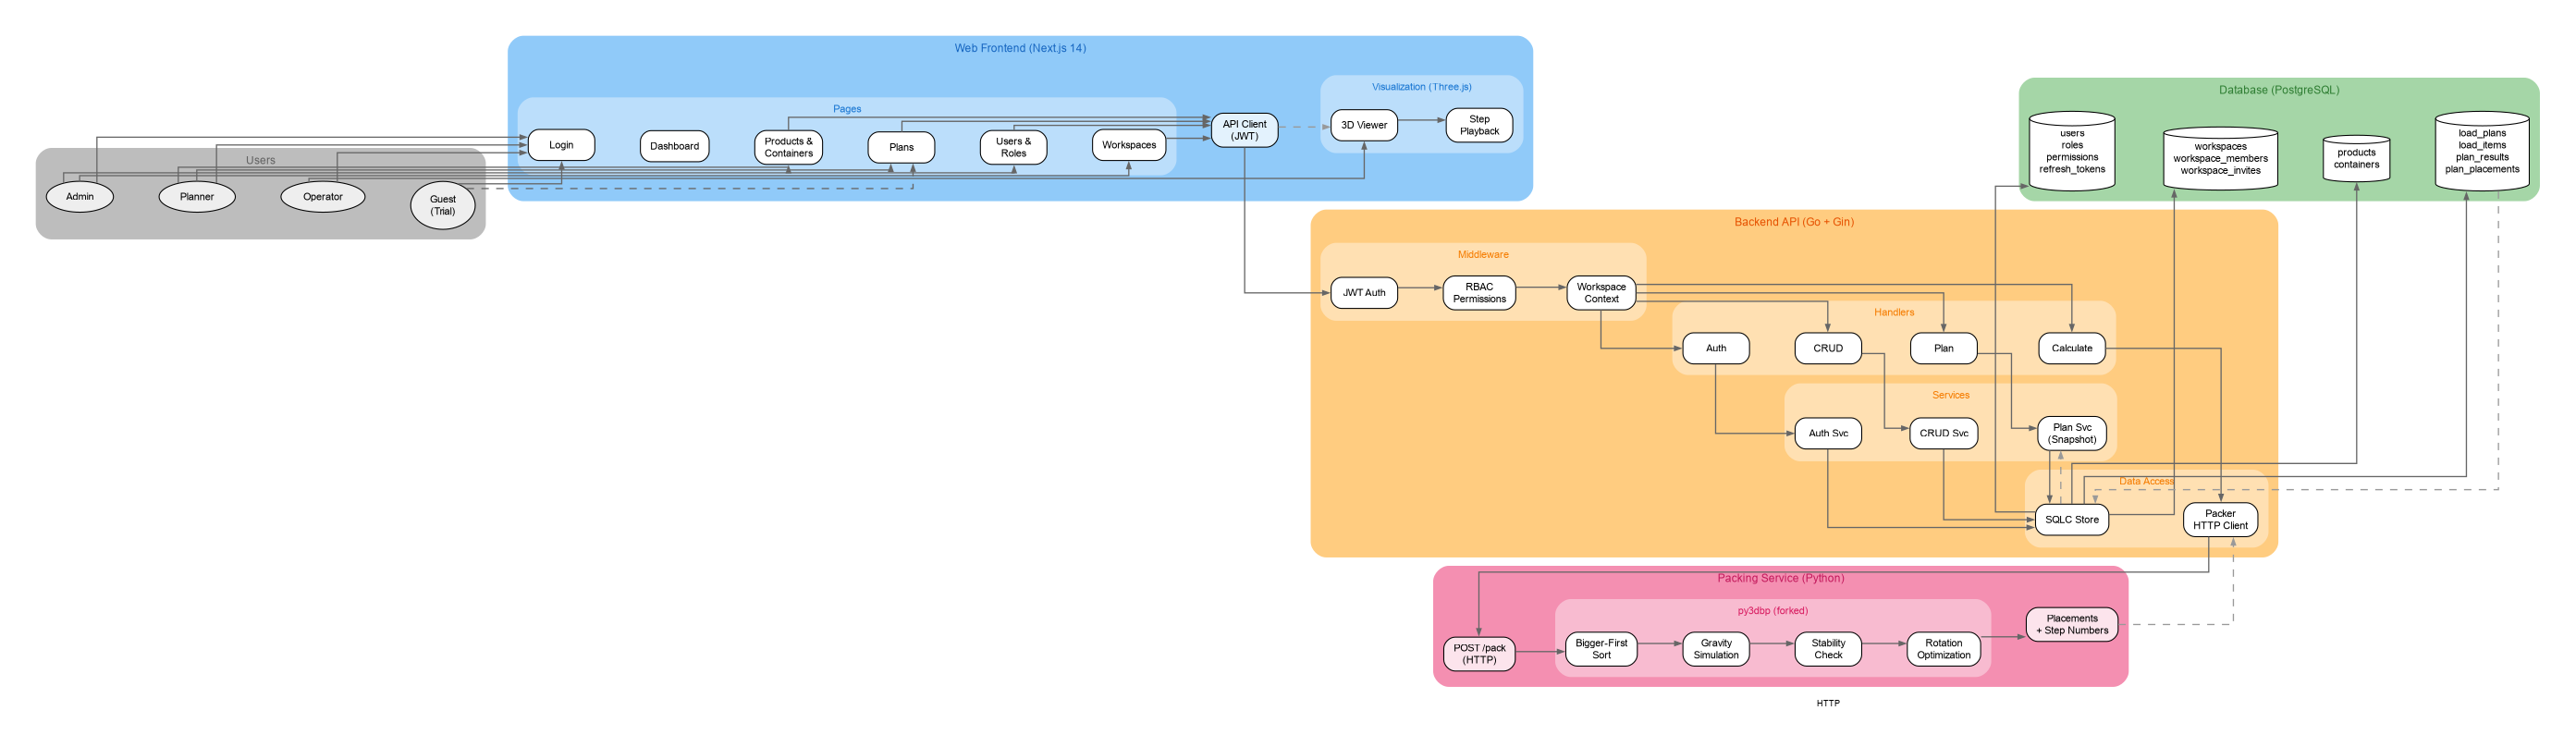 Web Frontend (Next.js 14)
Visualization (Three.js)
Pages
Login
Dashboard
Products &
Containers
Plans
Users &
Roles
Workspaces
API Client
(JWT)
3D Viewer
Step
Playback
Users
Admin
Planner
Operator
Guest
(Trial)
Database (PostgreSQL)
users
roles
permissions
refresh_tokens
workspaces
workspace_members
workspace_invites
products
containers
load_plans
load_items
plan_results
plan_placements
Backend API (Go + Gin)
Middleware
JWT Auth
RBAC
Permissions
Workspace
Context
Handlers
Auth
CRUD
Plan
Calculate
Services
Auth Svc
CRUD Svc
Plan Svc
(Snapshot)
Data Access
SQLC Store
Packer
HTTP Client
Packing Service (Python)
py3dbp (forked)
POST /pack
(HTTP)
Bigger-First
Sort
Gravity
Simulation
Stability
Check
Rotation
Optimization
Placements
+ Step Numbers
HTTP